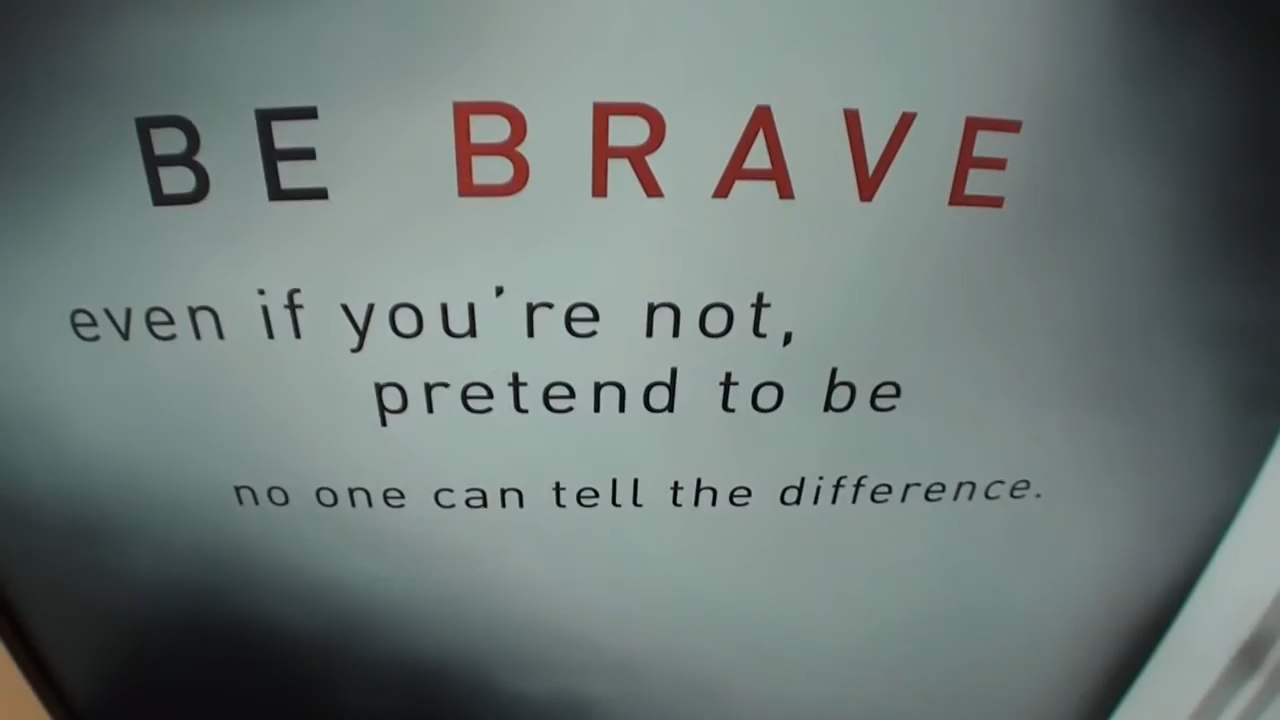 BE BRAVE
even if you're not,
pretend to be
no one can tell the difference.